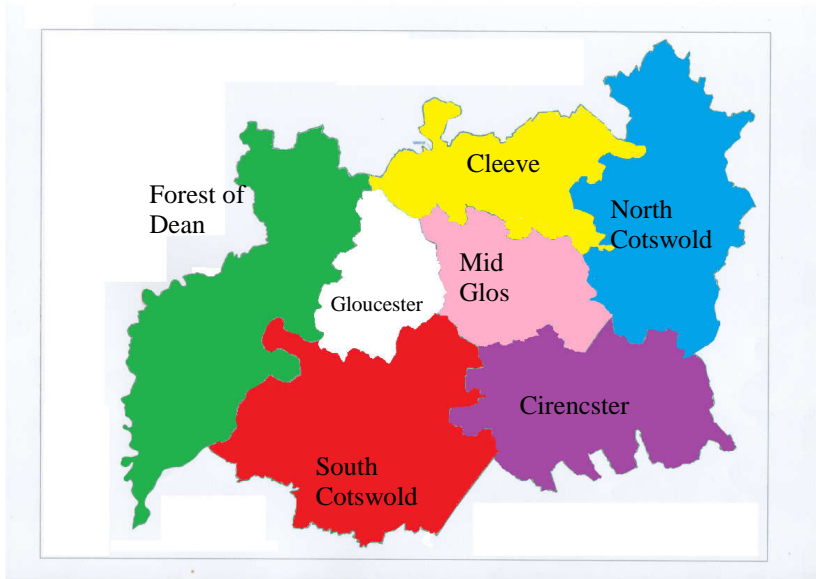 Cleeve
Forest of
Dean
North
Cotswold
Mid
Glos
Gloucester
Cirencster
South
Cotswold